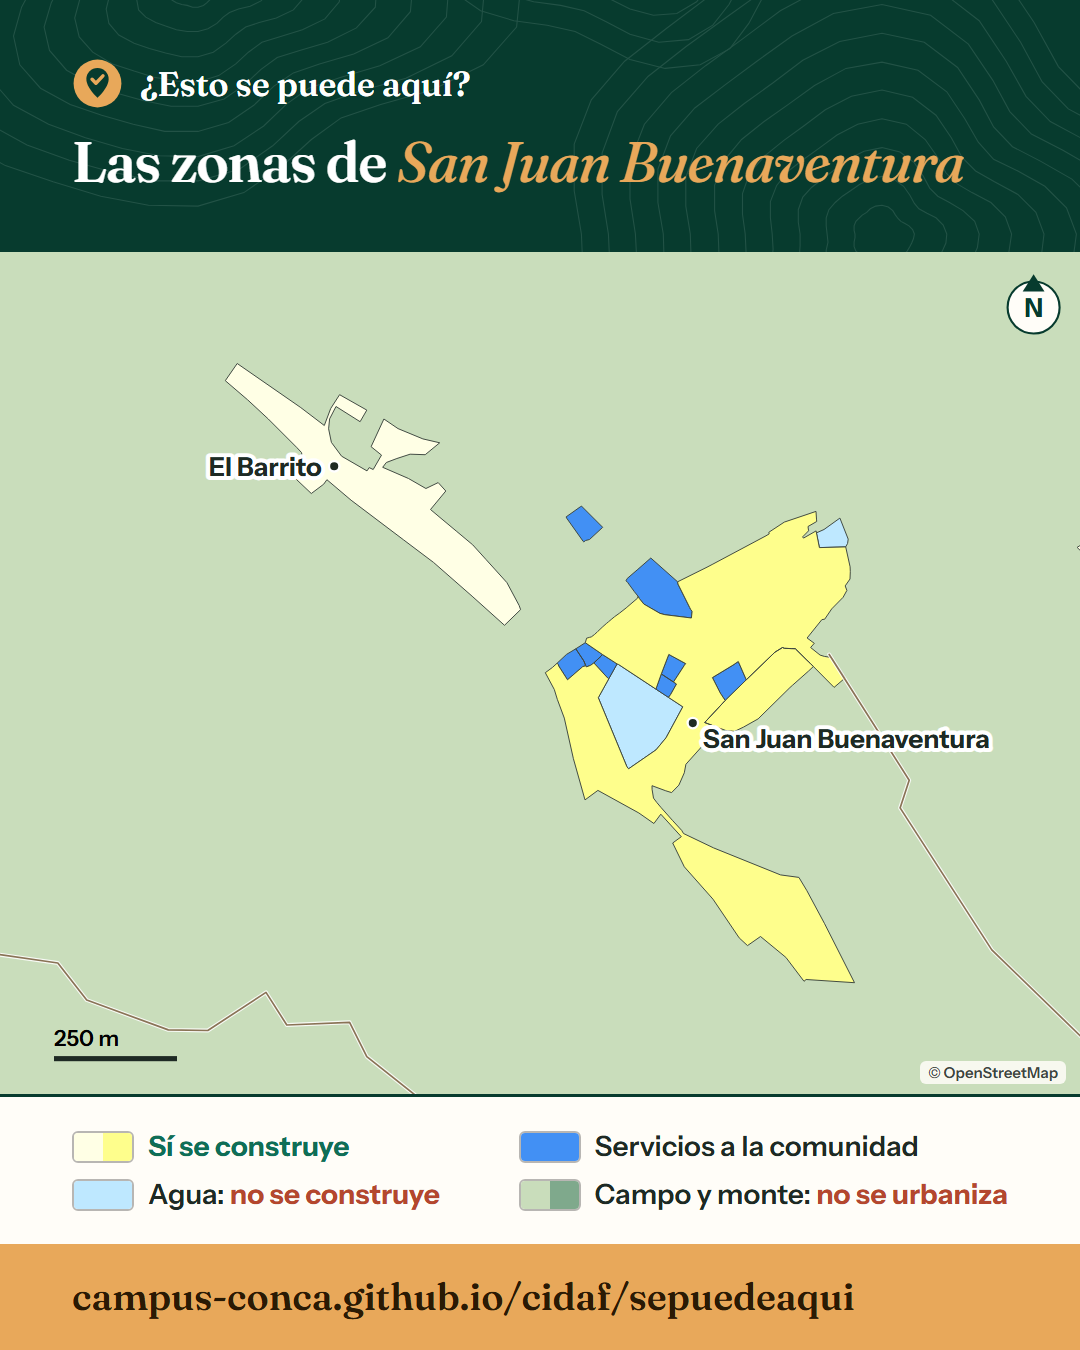 ¿Esto se puede aquí?
Las zonas de San Juan Buenaventura
N
El Barrito
San Juan Buenaventura
250 m
© OpenStreetMap
Sí se construye
Servicios a la comunidad
Agua: no se construye
Campo y monte: no se urbaniza
campus-conca.github.io/cidaf/sepuedeaqui